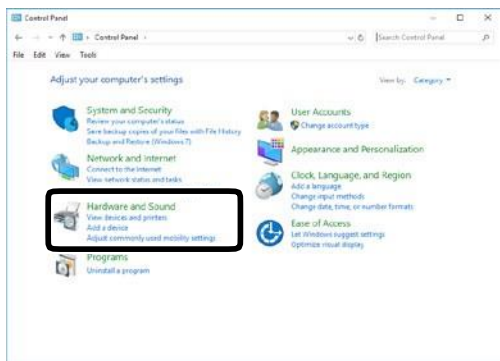 Control Panel
Control Panel
Search Control Panel
File Edit View Tools
Adjust your computer's settings
View by: Category
System and Security
Review your computer's status
Save backup copies of your files with File History
Backup and Restore (Windows 7)
Network and Internet
Connect to the Internet
View network status and tasks
Hardware and Sound
View devices and printers
Add a device
Adjust commonly used mobility settings
Programs
Uninstall a program
User Accounts
Change account type
Appearance and Personalization
Clock, Language, and Region
Add a language
Change input methods
Change date, time, or number formats
Ease of Access
Let Windows suggest settings
Optimize visual display